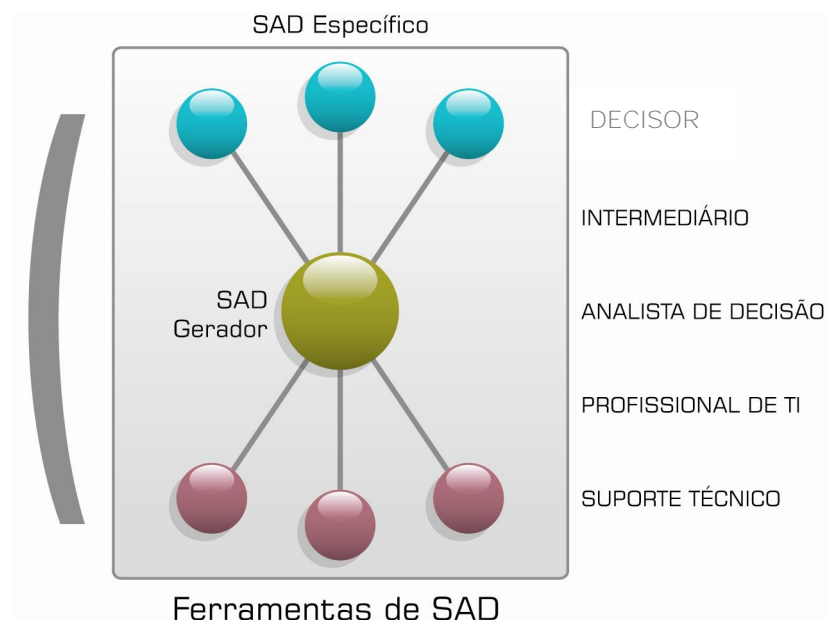 SAD Específico
DECISOR
INTERMEDIÁRIO
SAD
Gerador
ANALISTA DE DECISÃO
PROFISSIONAL DE TI
SUPORTE TÉCNICO
Ferramentas de SAD